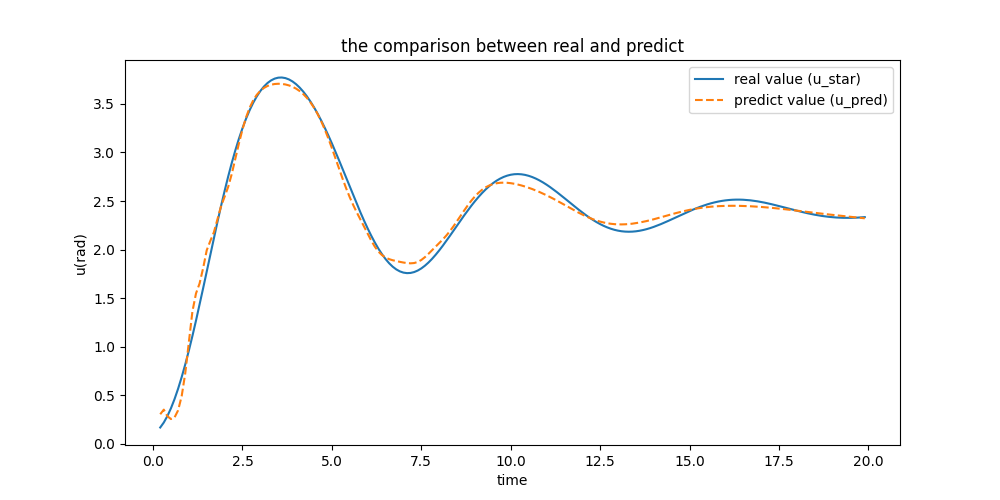 the comparison between real and predict
real value (u_star)
predict value (u_pred)
u(rad)
3.5
3.0
2.5
2.0
1.5
1.0
0.5
0.0
0.0 2.5 5.0 7.5 10.0 12.5 15.0 17.5 20.0
time